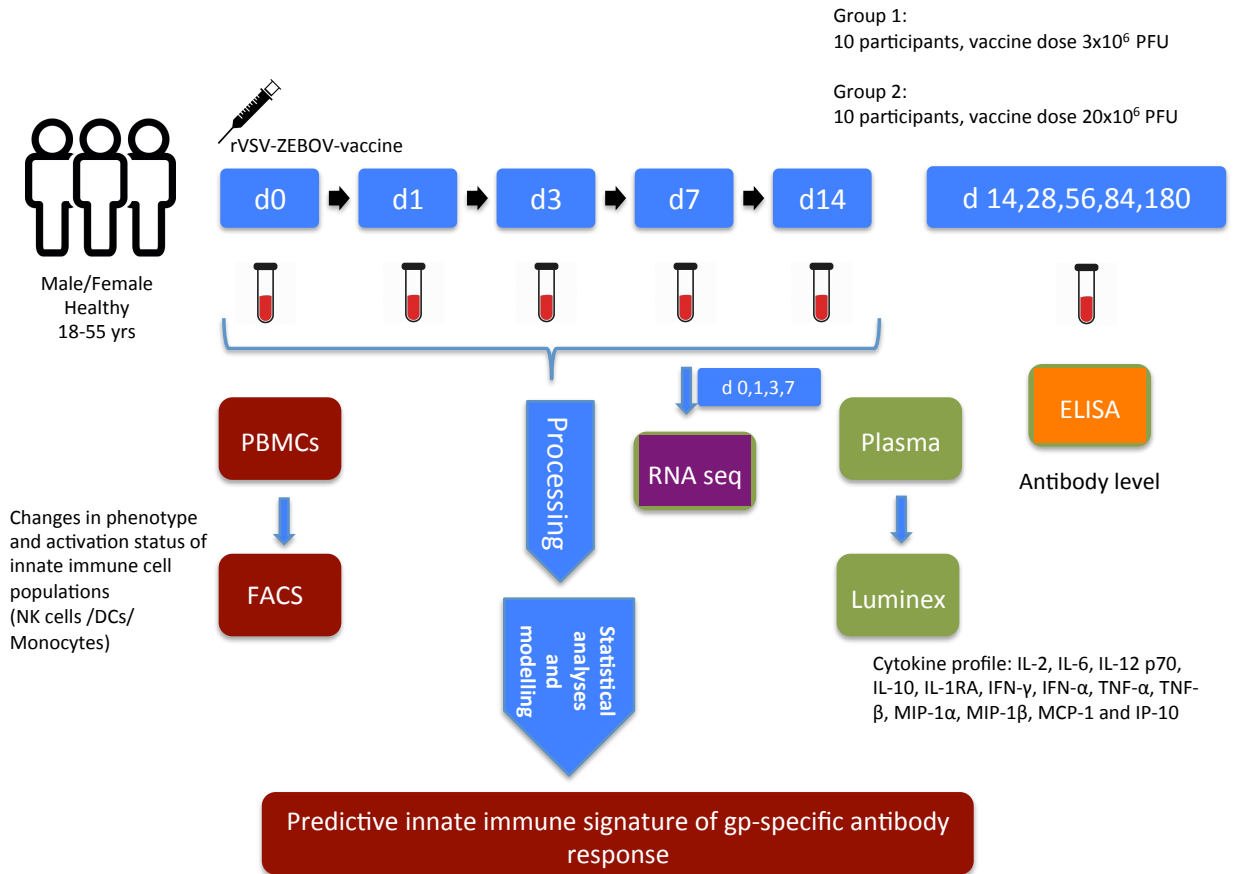 Group 1:
10 participants, vaccine dose 3x10⁶ PFU
Group 2:
10 participants, vaccine dose 20x10⁶ PFU
rVSV-ZEBOV-vaccine
d0
d1
d3
d7
d14
d 14,28,56,84,180
Male/Female
Healthy
18-55 yrs
d 0,1,3,7
PBMCs
Processing
RNA seq
Plasma
ELISA
Antibody level
Changes in phenotype
and activation status of
innate immune cell
populations
(NK cells /DCs/
Monocytes)
FACS
Luminex
Statistical
analyses
and
modelling
Cytokine profile: IL-2, IL-6, IL-12 p70,
IL-10, IL-1RA, IFN-γ, IFN-α, TNF-α, TNF-
β, MIP-1α, MIP-1β, MCP-1 and IP-10
Predictive innate immune signature of gp-specific antibody
response